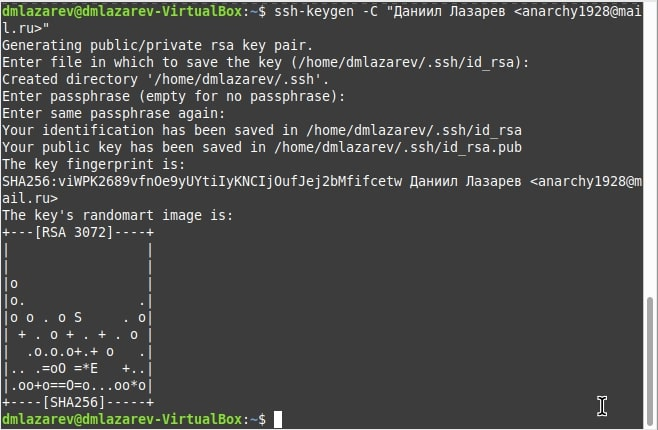 dmlazarev@dmlazarev-VirtualBox:~$ ssh-keygen -C "Даниил Лазарев <anarchy1928@mai
l.ru>"
Generating public/private rsa key pair.
Enter file in which to save the key (/home/dmlazarev/.ssh/id_rsa):
Created directory '/home/dmlazarev/.ssh'.
Enter passphrase (empty for no passphrase):
Enter same passphrase again:
Your identification has been saved in /home/dmlazarev/.ssh/id_rsa
Your public key has been saved in /home/dmlazarev/.ssh/id_rsa.pub
The key fingerprint is:
SHA256:viWPK2689vfnOe9yUYtiIyKNCIjOufJej2bMfifcetw Даниил Лазарев <anarchy1928@m
ail.ru>
The key's randomart image is:
+---[RSA 3072]----+
|                 |
|                 |
|o                |
|o.              .|
|o o . o S     . o|
| + . o + . + . o |
|  .o.o.o+.+ o   .|
|.. .=oO =*E   +..|
|.oo+o==O=o...oo*o|
+----[SHA256]-----+
dmlazarev@dmlazarev-VirtualBox:~$